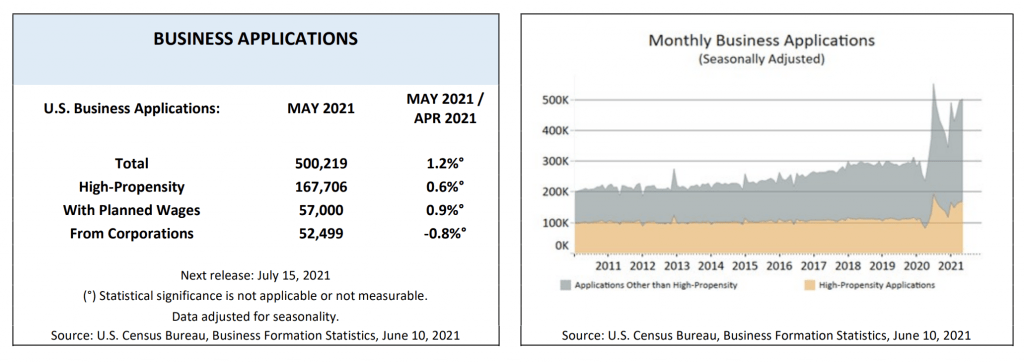 BUSINESS APPLICATIONS
U.S. Business Applications: MAY 2021 MAY 2021 /
APR 2021
Total 500,219 1.2%°
High-Propensity 167,706 0.6%°
With Planned Wages 57,000 0.9%°
From Corporations 52,499 -0.8%°
Next release: July 15, 2021
(°) Statistical significance is not applicable or not measurable.
Data adjusted for seasonality.
Source: U.S. Census Bureau, Business Formation Statistics, June 10, 2021
Monthly Business Applications
(Seasonally Adjusted)
500K
400K
300K
200K
100K
0K
2011 2012 2013 2014 2015 2016 2017 2018 2019 2020 2021
Applications Other than High-Propensity High-Propensity Applications
Source: U.S. Census Bureau, Business Formation Statistics, June 10, 2021